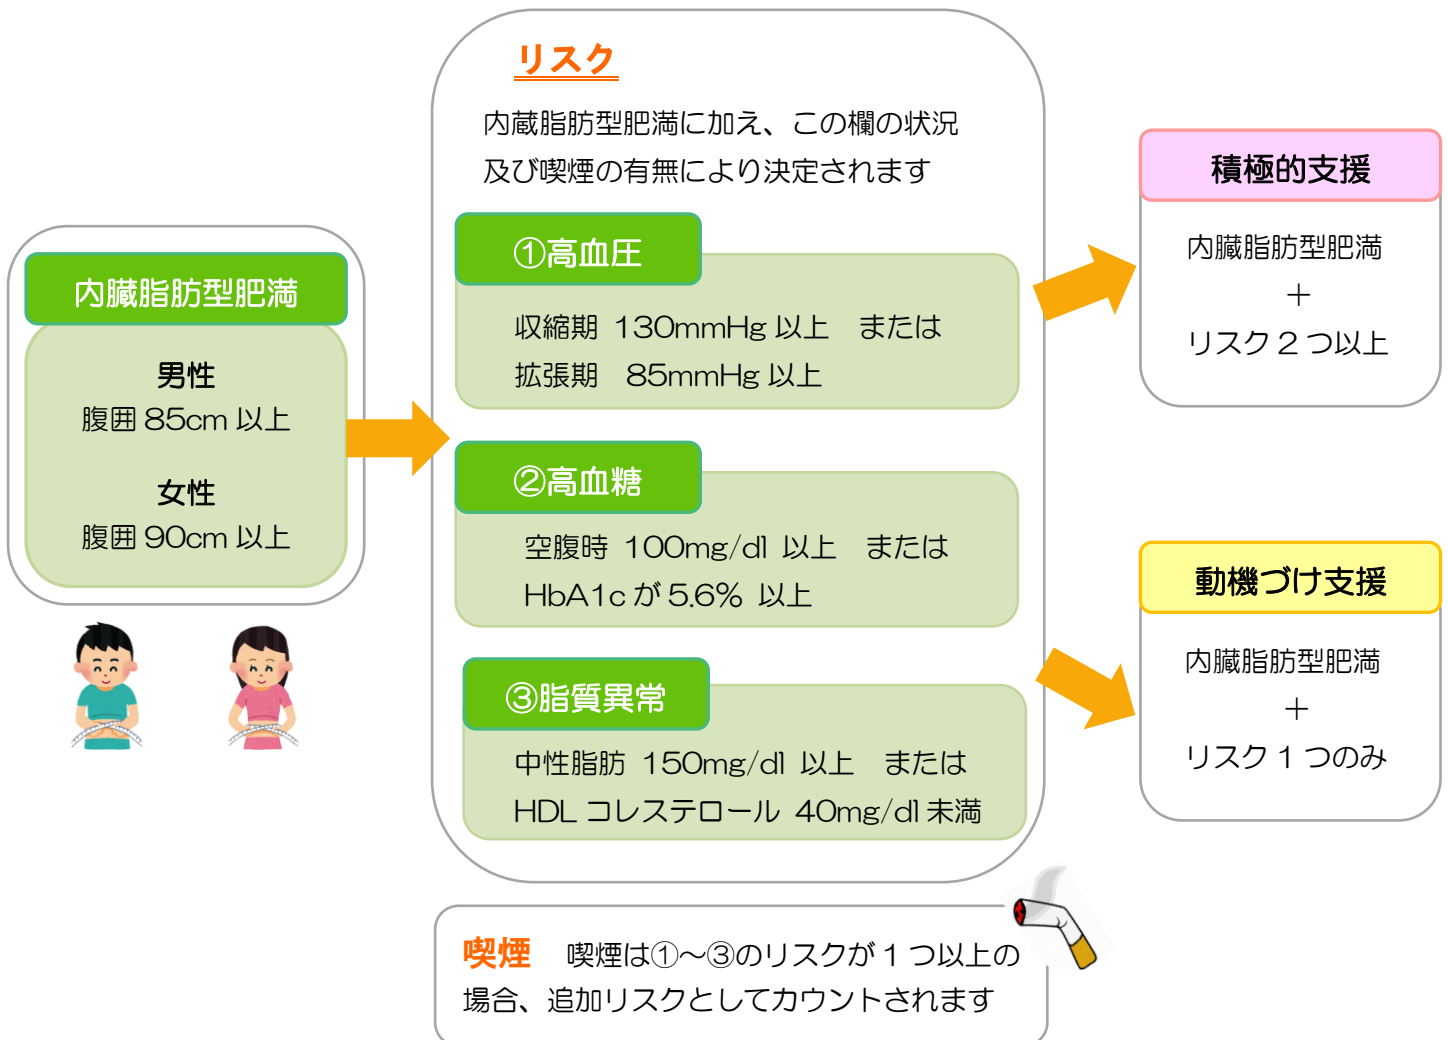 内臓脂肪型肥満
男性
腹囲 85cm 以上
女性
腹囲 90cm 以上
リスク
内蔵脂肪型肥満に加え、この欄の状況
及び喫煙の有無により決定されます
①高血圧
収縮期 130mmHg 以上 または
拡張期 85mmHg 以上
②高血糖
空腹時 100mg/dl 以上 または
HbA1c が 5.6% 以上
③脂質異常
中性脂肪 150mg/dl 以上 または
HDL コレステロール 40mg/dl 未満
喫煙 喫煙は①～③のリスクが 1 つ以上の
場合、追加リスクとしてカウントされます
積極的支援
内臓脂肪型肥満
＋
リスク 2 つ以上
動機づけ支援
内臓脂肪型肥満
＋
リスク 1 つのみ